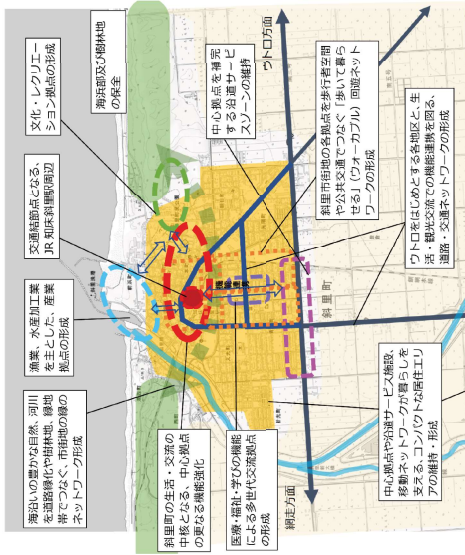 海沿いの豊かな自然、河川
を道路緑化や樹林地、緑地
帯でつなぐ、市街地の緑の
ネットワーク形成
漁業、水産加工業
を主とした、産業
拠点の形成
交通結節点となる、
JR知床斜里駅周辺
文化・レクリエー
ション拠点の形成
海浜部及び樹林地
の保全
斜里町の生活・交流の
中核となる、中心拠点
の更なる機能強化
医療・福祉・学びの機能
による多世代交流拠点
の形成
機能連携
中心拠点を補完
する沿道サービ
スゾーンの維持
網走方面
ウトロ方面
斜里町
斜里市街地の各拠点を歩行者空間
や公共交通でつなぐ「歩いて暮ら
せる」(ウォーカブル)回遊ネット
ワークの形成
中心拠点や沿道サービス施設、
移動ネットワークが暮らしを
支える、コンパクトな居住エリ
アの維持・形成
ウトロをはじめとする各地区と、生
活・観光交流での機能連携を図る、
道路・交通ネットワークの形成